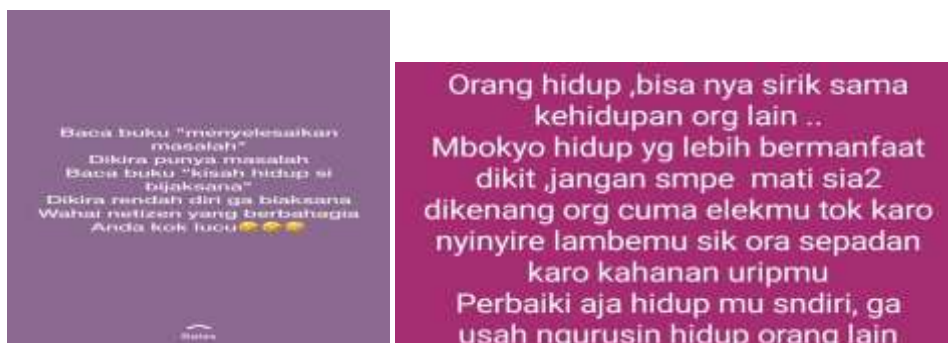 Baca buku "menyelesaikan
masalah"
Dikira punya masalah
Baca buku "kisah hidup si
bijaksana"
Dikira rendah diri ga biaksana
Wahai netizen yang berbahagia
Anda kok lucu🤣🤣🤣
Balas
Orang hidup ,bisa nya sirik sama
kehidupan org lain ..
Mbokyo hidup yg lebih bermanfaat
dikit ,jangan smpe mati sia2
dikenang org cuma elekmu tok karo
nyinyire lambemu sik ora sepadan
karo kahanan uripmu
Perbaiki aja hidup mu sndiri, ga
usah ngurusin hidup orang lain